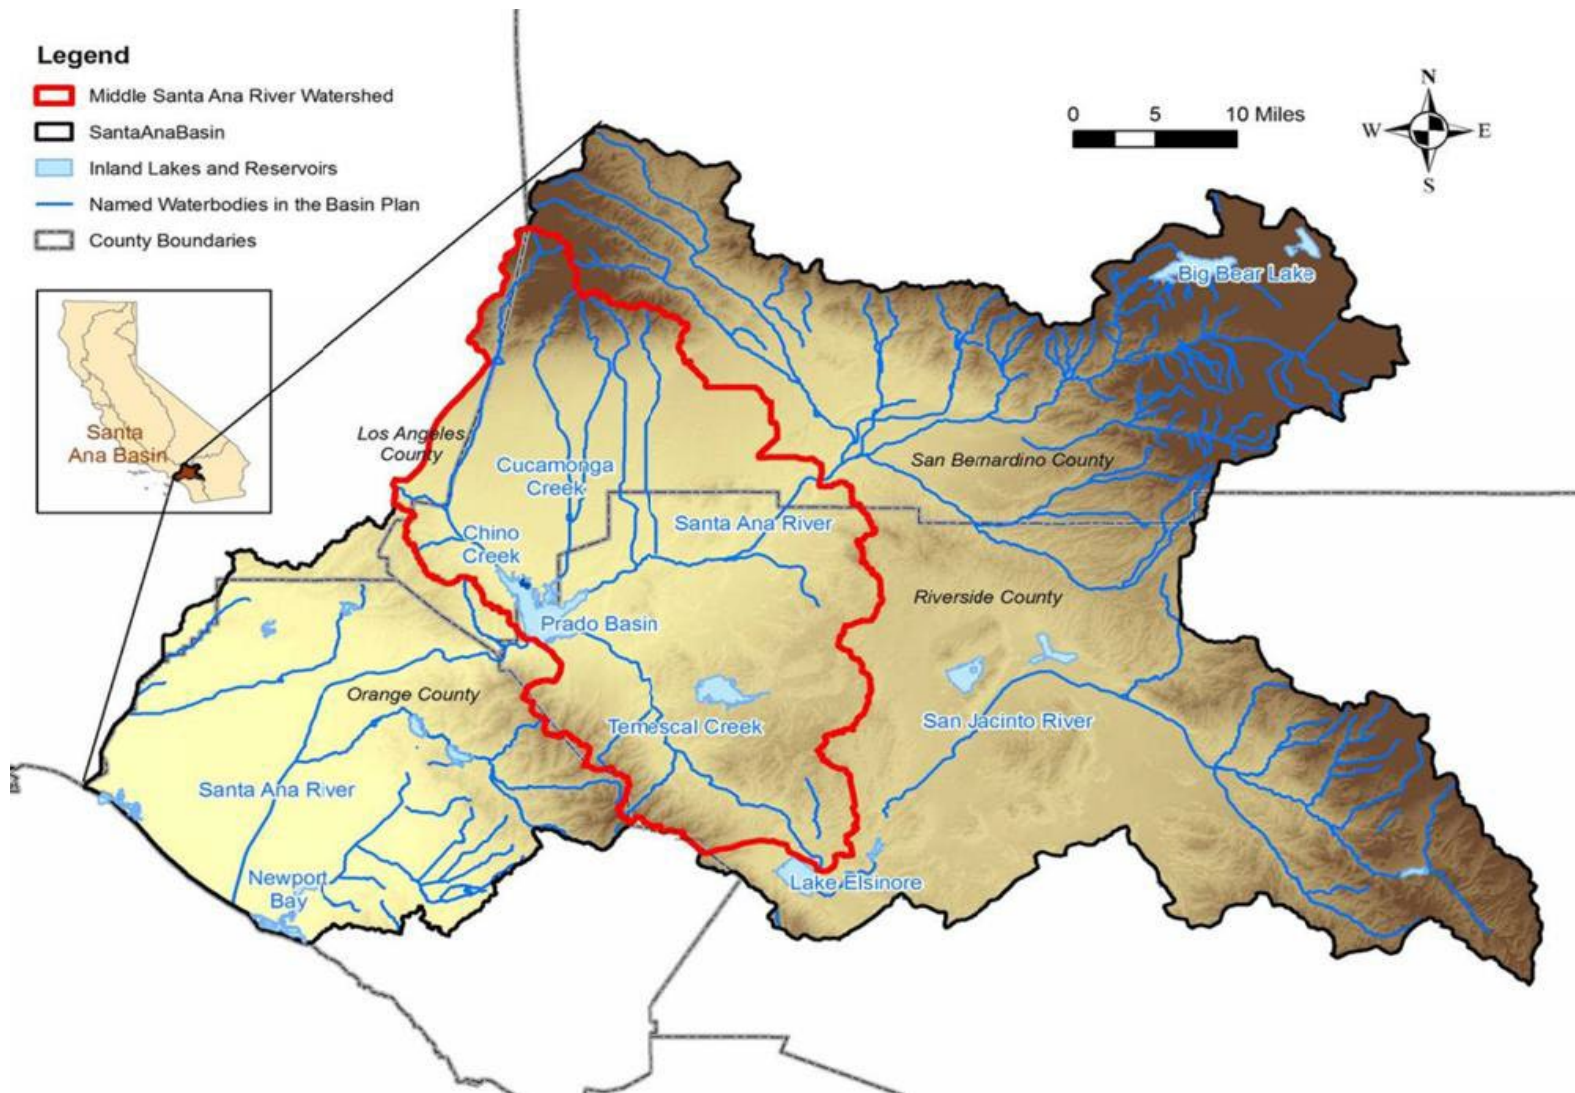 Legend
Middle Santa Ana River Watershed
SantaAnaBasin
Inland Lakes and Reservoirs
Named Waterbodies in the Basin Plan
County Boundaries
0 5 10 Miles
N
W E
S
Santa
Ana Basin
Big Bear Lake
Los Angeles
County
Cucamonga
Creek
San Bernardino County
Santa Ana River
Chino
Creek
Prado Basin
Riverside County
Orange County
Temescal Creek
San Jacinto River
Santa Ana River
Newport
Bay
Lake Elsinore